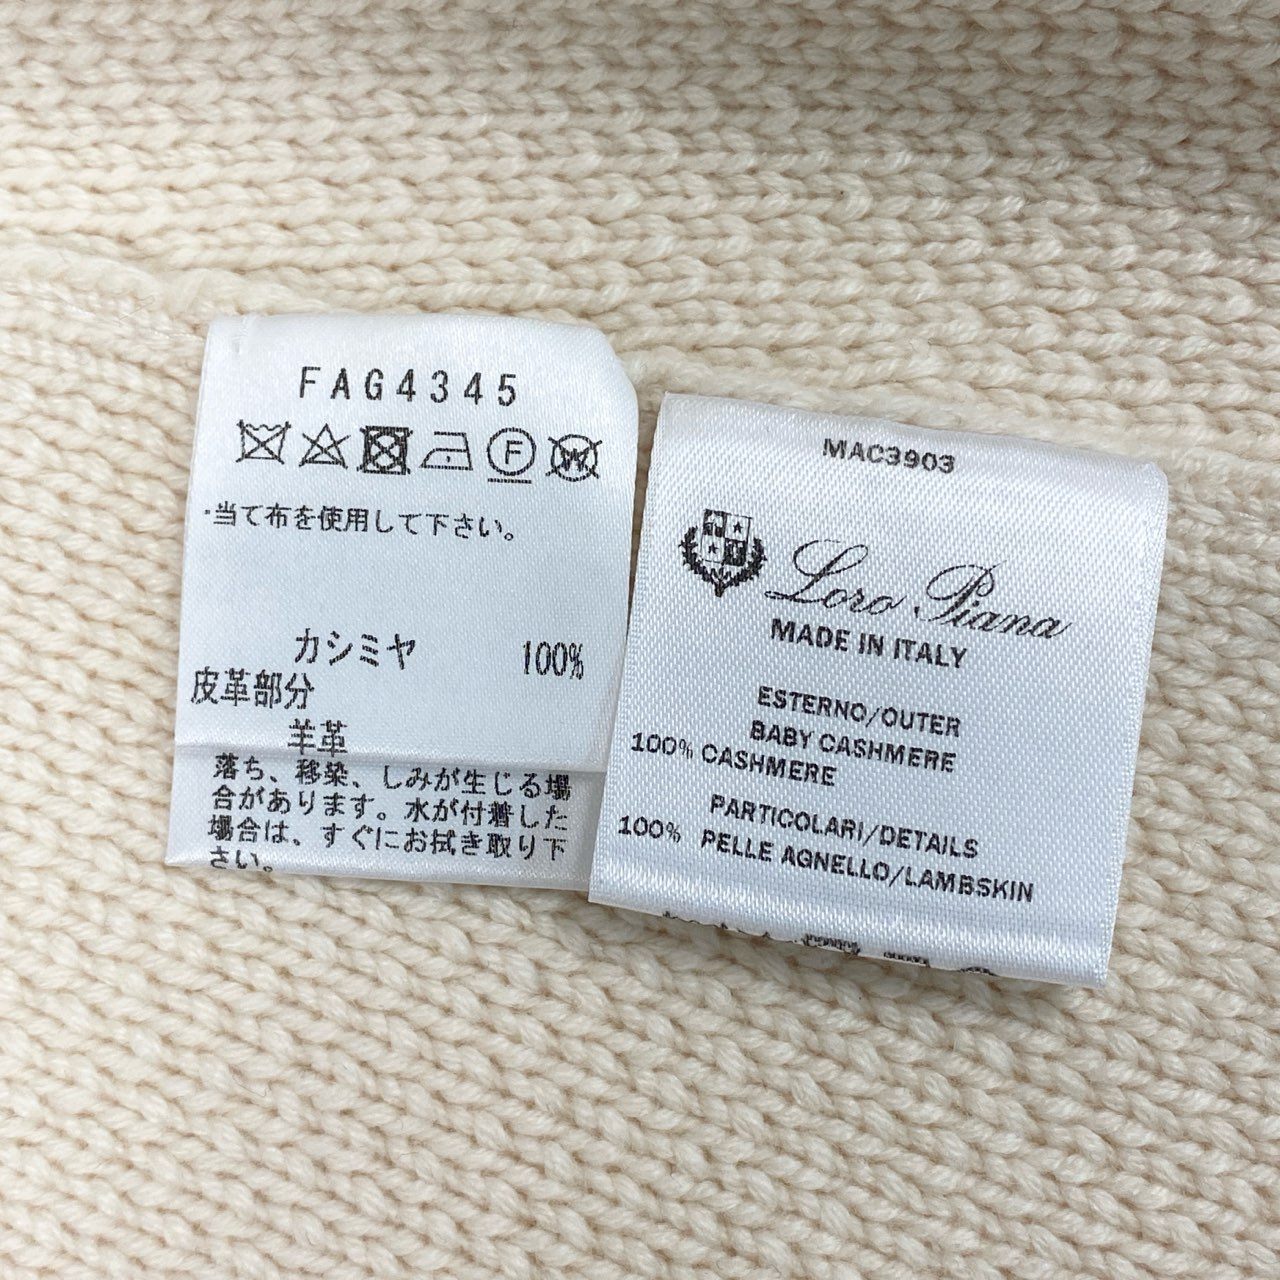 FAG4345
F W
・当て布を使用して下さい。
カシミヤ 100%
皮革部分
羊革
落ち、移染、しみが生じる場
合があります。水が付着した
場合は、すぐにお拭き取り下
さい。
MAC3903
Loro Piana
MADE IN ITALY
ESTERNO/OUTER
BABY CASHMERE
100% CASHMERE
PARTICOLARI/DETAILS
100% PELLE AGNELLO/LAMBSKIN